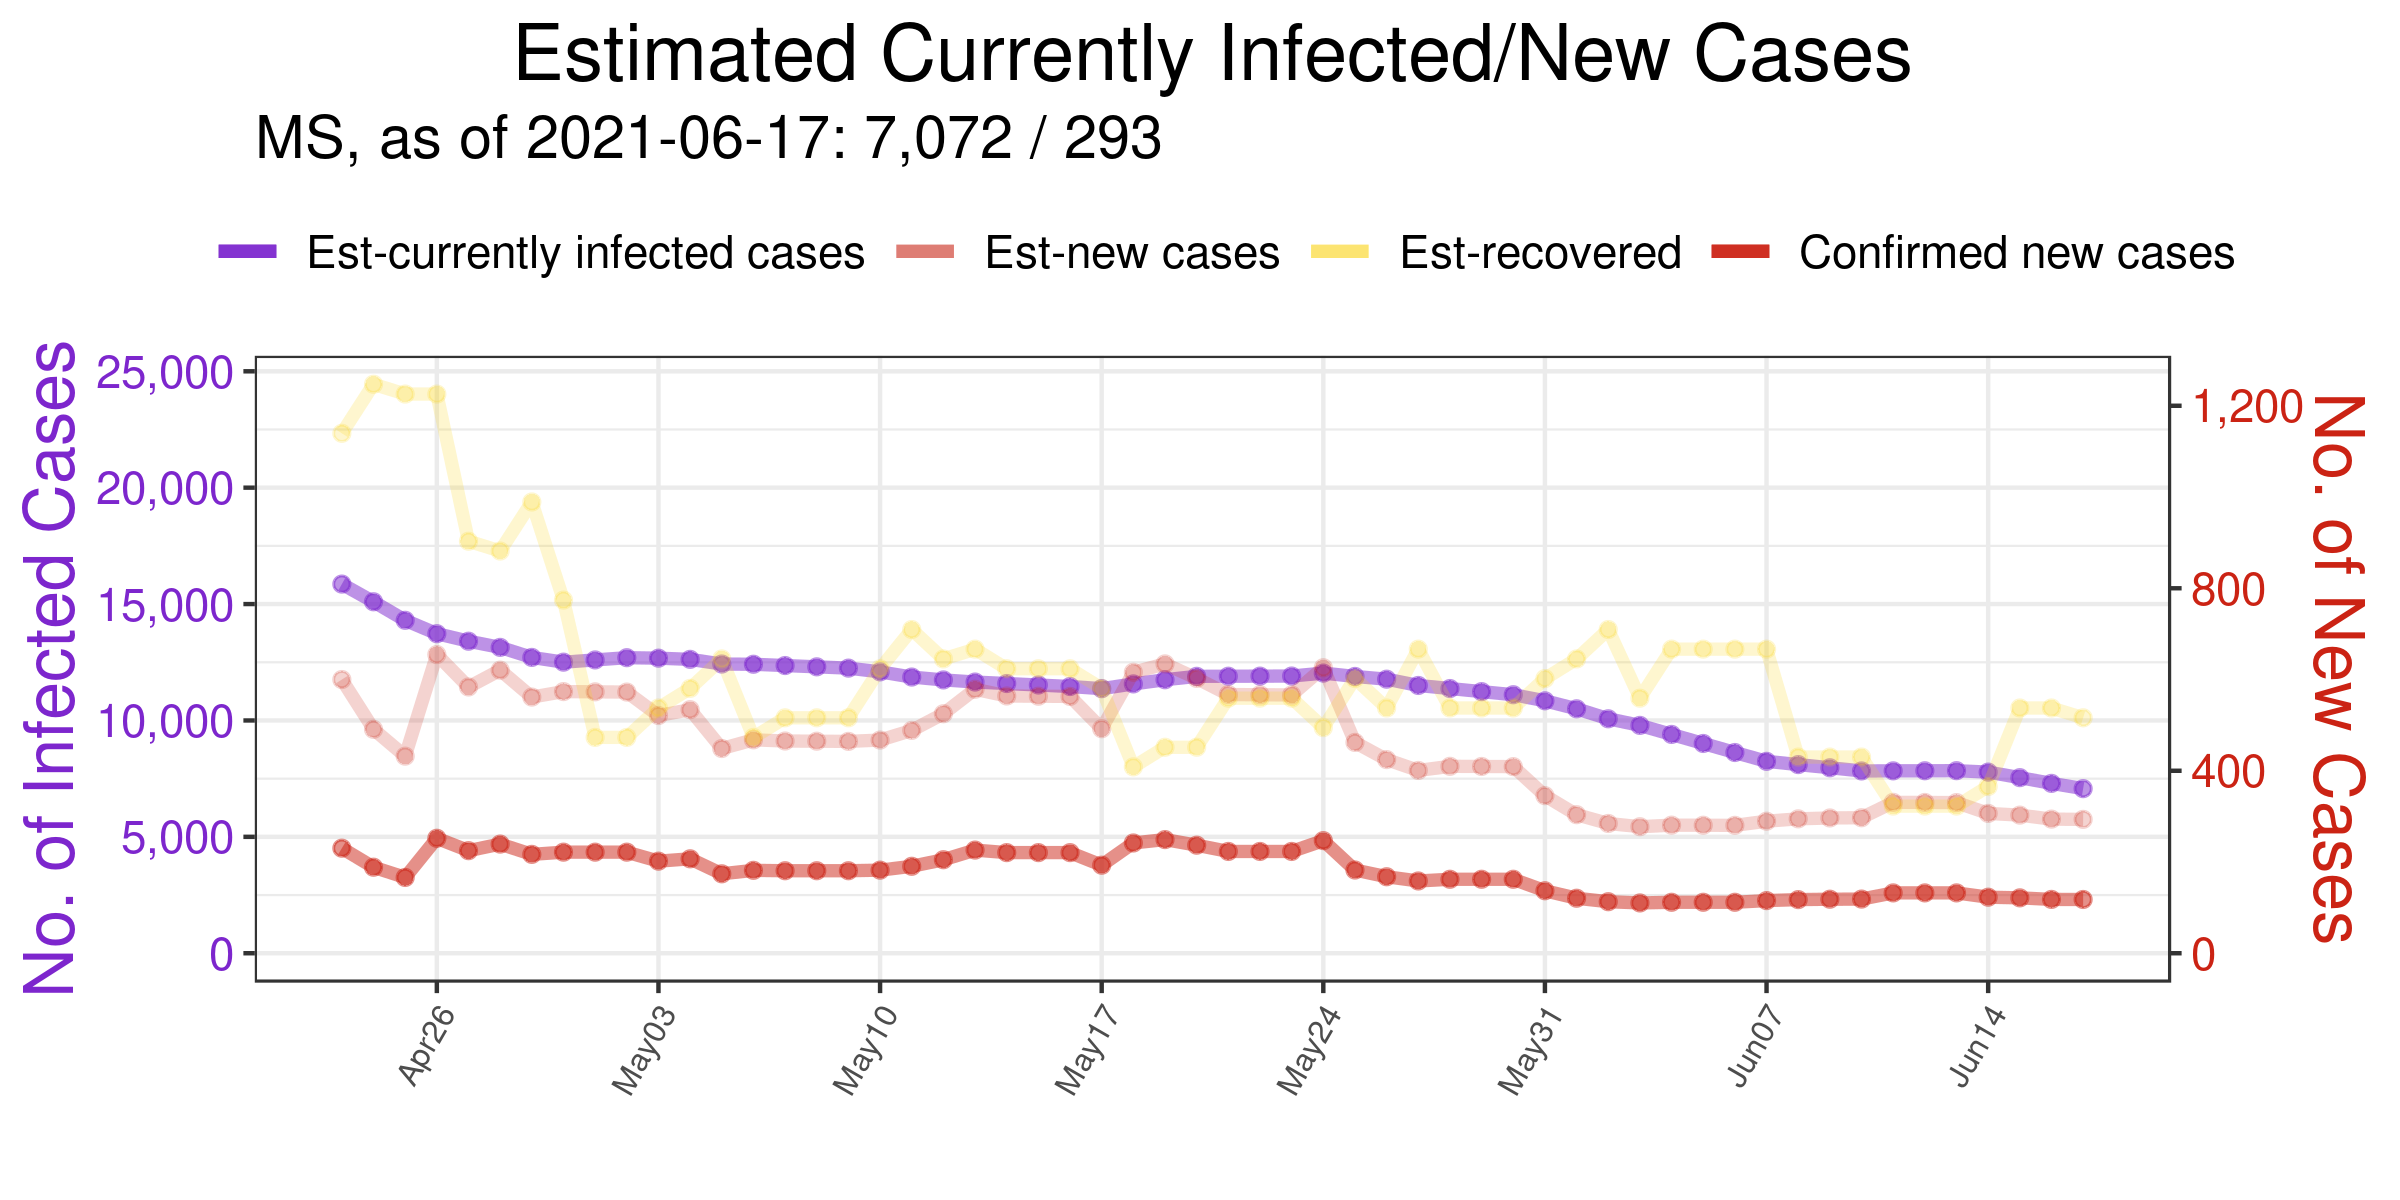 Estimated Currently Infected/New Cases
MS, as of 2021-06-17: 7,072 / 293
Est-currently infected cases Est-new cases Est-recovered Confirmed new cases
No. of Infected Cases
25,000
20,000
15,000
10,000
5,000
0
1,200
800
400
0
No. of New Cases
Apr26 May03 May10 May17 May24 May31 Jun07 Jun14